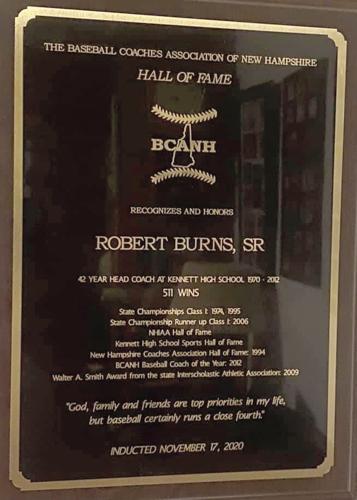 THE BASEBALL COACHES ASSOCIATION OF NEW HAMPSHIRE
HALL OF FAME
BCANH
RECOGNIZES AND HONORS
ROBERT BURNS, SR
42 YEAR HEAD COACH AT KENNETT HIGH SCHOOL 1970 - 2012
511 WINS
State Championships Class I: 1974, 1995
State Championship Runner up Class I: 2006
NHIAA Hall of Fame
Kennett High School Sports Hall of Fame
New Hampshire Coaches Association Hall of Fame: 1994
BCANH Baseball Coach of the Year: 2012
Walter A. Smith Award from the state Interscholastic Athletic Association: 2009
"God, family and friends are top priorities in my life,
but baseball certainly runs a close fourth."
INDUCTED NOVEMBER 17, 2020